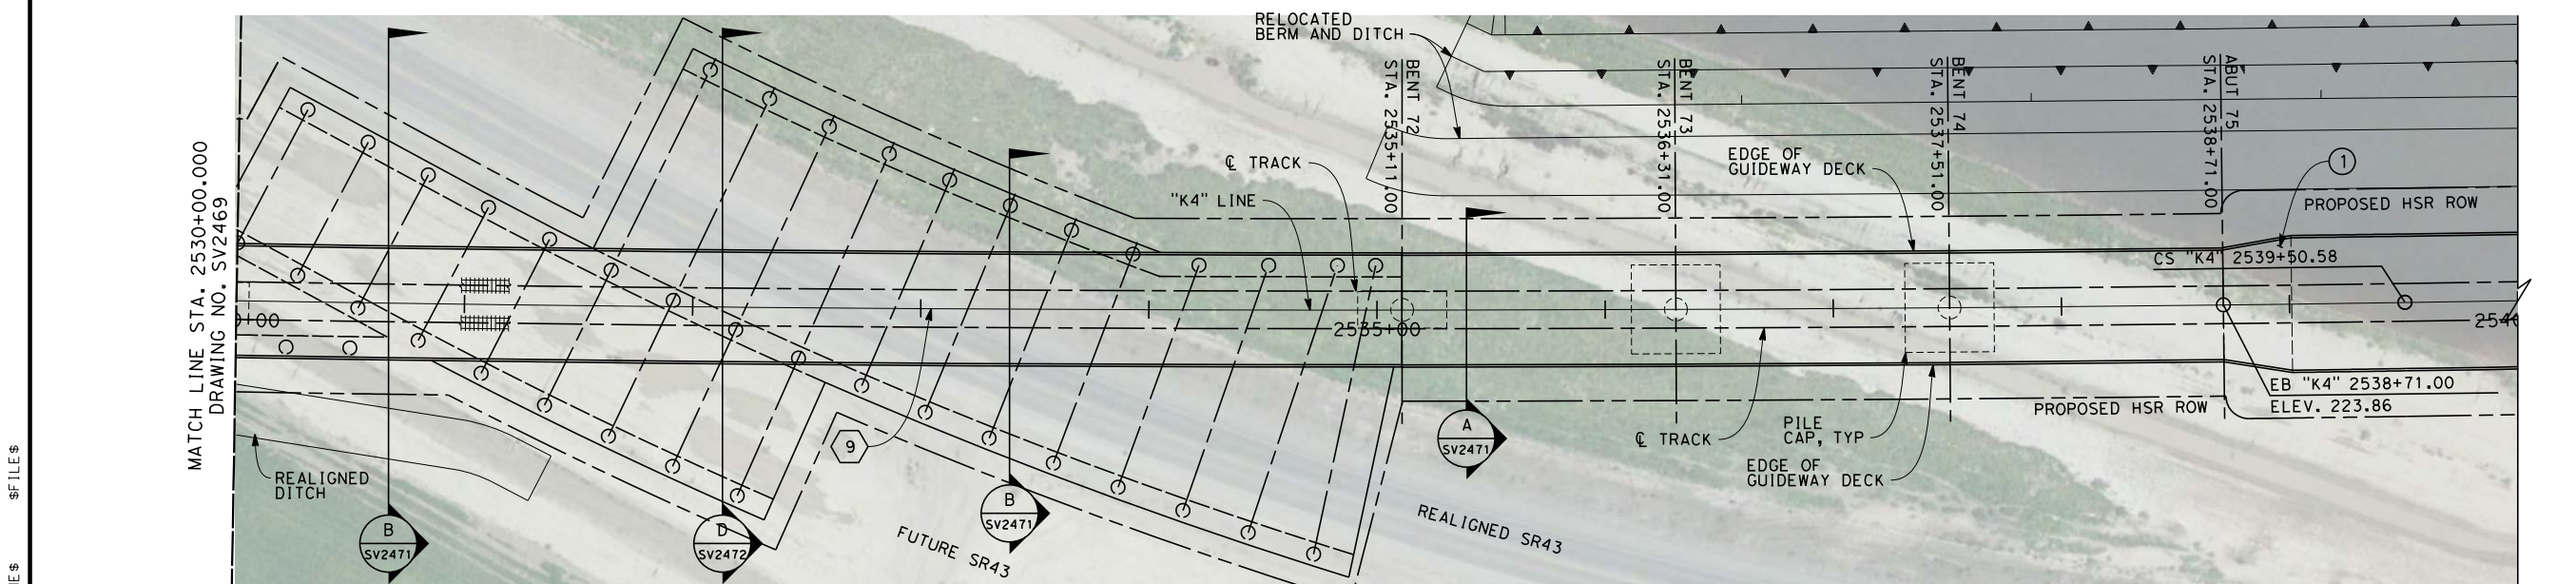 RELOCATED
BERM AND DITCH
BENT 72
STA. 2535+11.00
BENT 73
STA. 2536+31.00
BENT 74
STA. 2537+51.00
ABUT 75
STA. 2538+71.00
MATCH LINE STA. 2530+00.000
DRAWING NO. SV2469
℄ TRACK
"K4" LINE
EDGE OF
GUIDEWAY DECK
1
PROPOSED HSR ROW
CS "K4" 2539+50.58
2535+00
EB "K4" 2538+71.00
ELEV. 223.86
PROPOSED HSR ROW
9
A
SV2471
℄ TRACK
PILE
CAP, TYP
EDGE OF
GUIDEWAY DECK
REALIGNED
DITCH
B
SV2471
D
SV2472
B
SV2471
FUTURE SR43
REALIGNED SR43
$FILE$